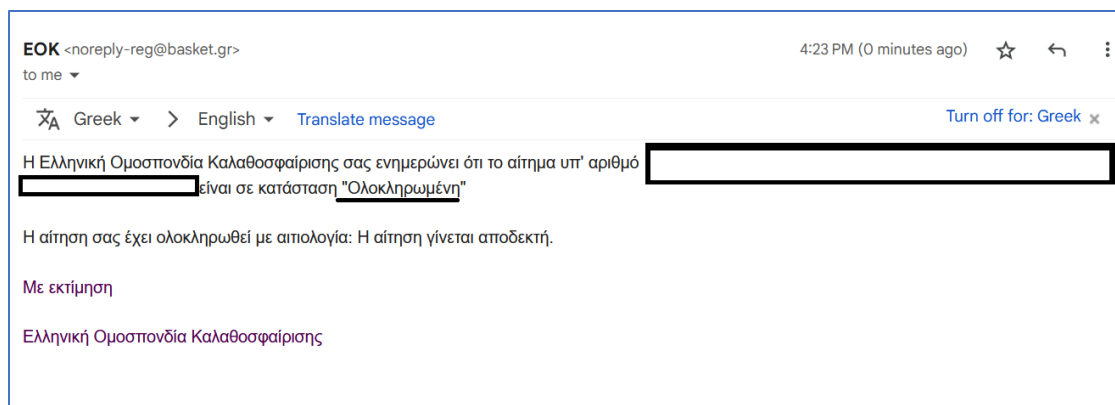 EOK <noreply-reg@basket.gr>
4:23 PM (0 minutes ago)
to me
Greek > English Translate message
Turn off for: Greek ×
Η Ελληνική Ομοσπονδία Καλαθοσφαίρισης σας ενημερώνει ότι το αίτημα υπ' αριθμό
είναι σε κατάσταση "Ολοκληρωμένη"
Η αίτηση σας έχει ολοκληρωθεί με αιτιολογία: Η αίτηση γίνεται αποδεκτή.
Με εκτίμηση
Ελληνική Ομοσπονδία Καλαθοσφαίρισης